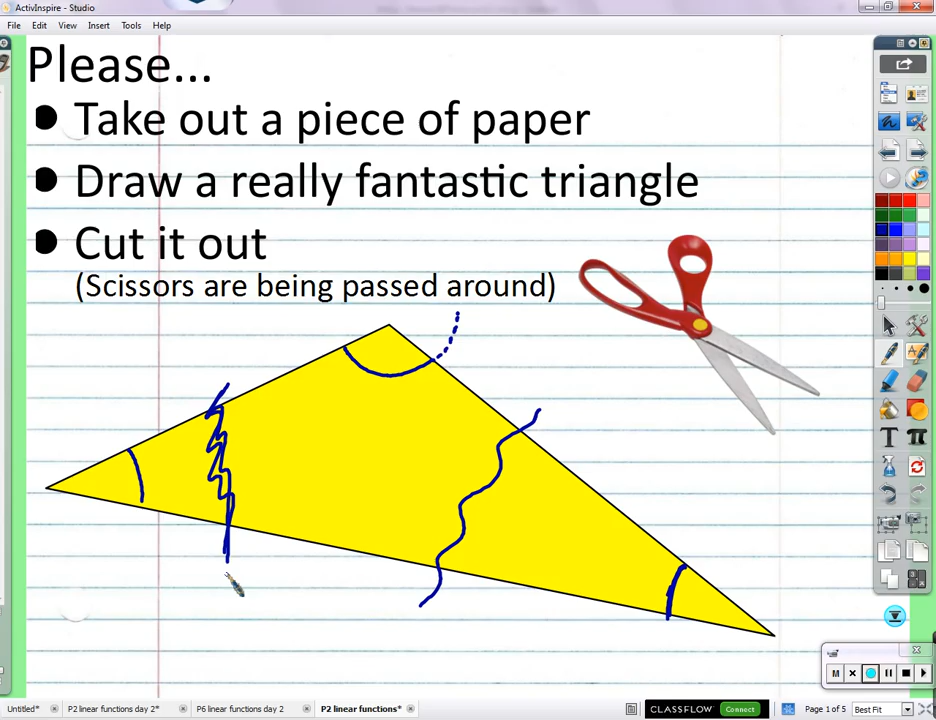 ActivInspire - Studio
File Edit View Insert Tools Help
Please...
• Take out a piece of paper
• Draw a really fantastic triangle
• Cut it out
(Scissors are being passed around)
T π
M
Untitled* P2 linear functions day 2* P6 linear functions day 2 P2 linear functions* CLASSFLOW Connect Page 1 of 5 Best Fit